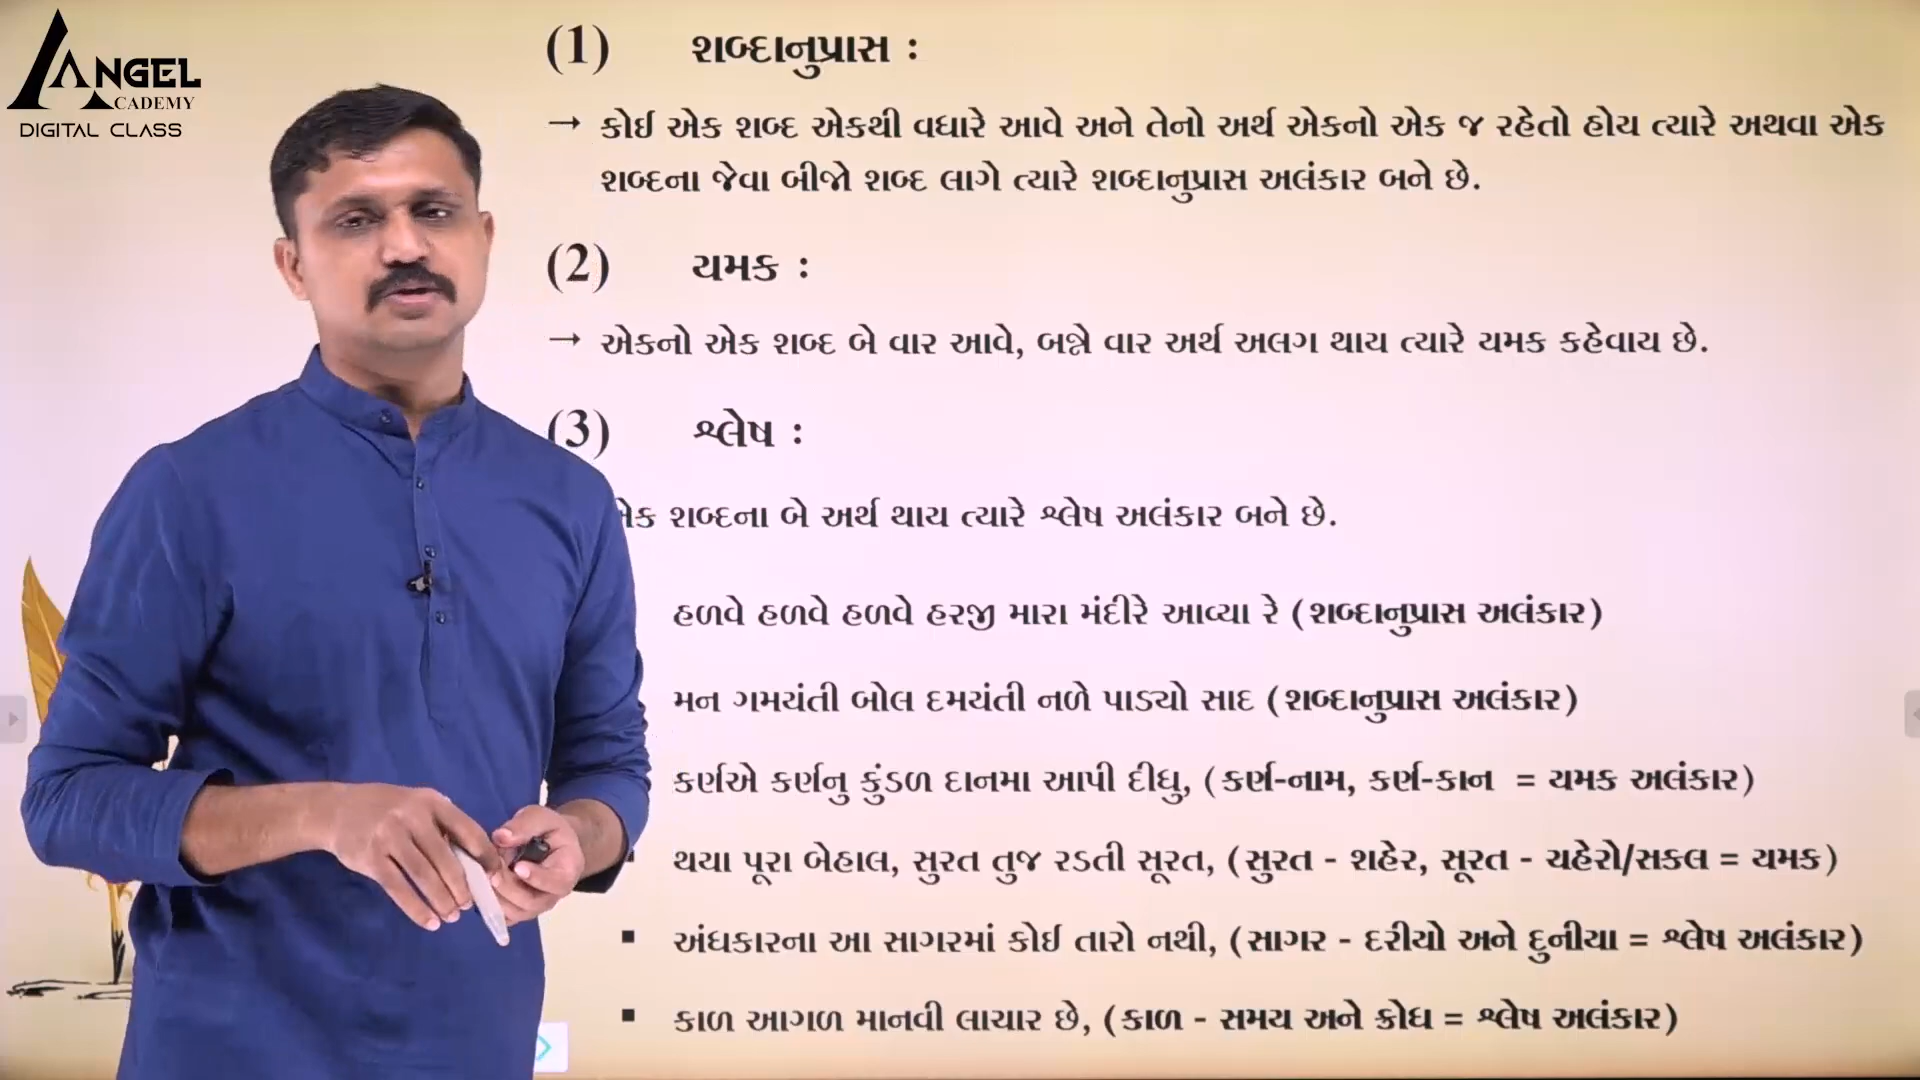 ANGEL
ACADEMY
DIGITAL CLASS
(1) શબ્દાનુપ્રાસ :
→ કોઈ એક શબ્દ એકથી વધારે આવે અને તેનો અર્થ એકનો એક જ રહેતો હોય ત્યારે અથવા એક
શબ્દના જેવા બીજો શબ્દ લાગે ત્યારે શબ્દાનુપ્રાસ અલંકાર બને છે.
(2) યમક :
→ એકનો એક શબ્દ બે વાર આવે, બન્ને વાર અર્થ અલગ થાય ત્યારે યમક કહેવાય છે.
(3) શ્લેષ :
શબ્દના બે અર્થ થાય ત્યારે શ્લેષ અલંકાર બને છે.
હળવે હળવે હળવે હરજી મારા મંદીરે આવ્યા રે (શબ્દાનુપ્રાસ અલંકાર)
મન ગમયંતી બોલ દમયંતી નળે પાડ્યો સાદ (શબ્દાનુપ્રાસ અલંકાર)
કર્ણએ કર્ણનુ કુંડળ દાનમા આપી દીધુ, (કર્ણ-નામ, કર્ણ-કાન = યમક અલંકાર)
થયા પૂરા બેહાલ, સુરત તુજ રડતી સૂરત, (સુરત - શહેર, સૂરત - ચહેરો/સકલ = યમક)
▪ અંધકારના આ સાગરમાં કોઈ તારો નથી, (સાગર - દરીયો અને દુનીયા = શ્લેષ અલંકાર)
▪ કાળ આગળ માનવી લાચાર છે, (કાળ - સમય અને ક્રોધ = શ્લેષ અલંકાર)